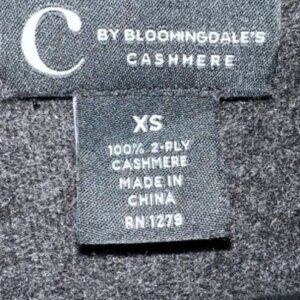 C BY BLOOMINGDALE'S
CASHMERE
XS
100% 2-PLY
CASHMERE
MADE IN
CHINA
RN 1279